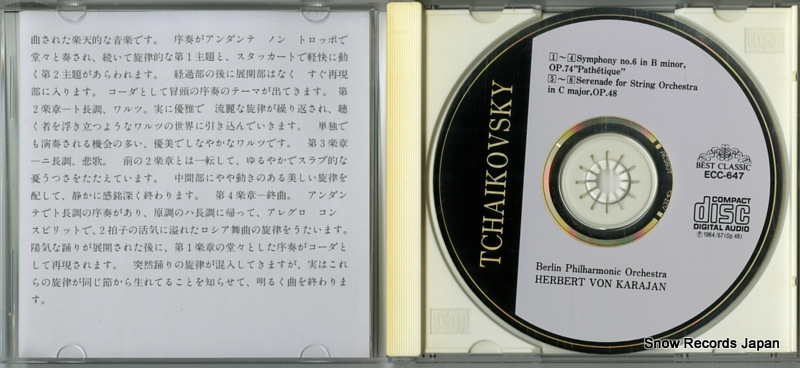 曲された楽天的な音楽です。　序奏がアンダンテ　ノン　トロッポで
堂々と奏され、続いて旋律的な第１主題と、スタッカートで軽快に動
く第２主題があらわれます。　経過部の後に展開部はなく　すぐ再現
部に入ります。　コーダとして冒頭の序奏のテーマが出てきます。　第
２楽章―ト長調、ワルツ。実に優雅で　流麗な旋律が繰り返され、聴
く者を浮き立つようなワルツの世界に引き込んでいきます。　単独で
も演奏される機会の多い、優美でしなやかなワルツです。　第３楽章
―ニ長調、悲歌。　前の２楽章とは一転して、ゆるやかでスラブ的な
憂うつさをたたえています。　中間部にやや動きのある美しい旋律を
配して、静かに感銘深く終わります。　第４楽章―終曲。　アンダン
テでト長調の序奏があり、原調のハ長調に帰って、アレグロ　コン
スピリットで、２拍子の活気に溢れたロシア舞曲の旋律をうたいます。
陽気な踊りが展開された後に、第１楽章の堂々とした序奏がコーダと
して再現されます。　突然踊りの旋律が混入してきますが、実はこれ
らの旋律が同じ節から生れてることを知らせて、明るく曲を終わりま
す。
TCHAIKOVSKY
1～4 Symphony no.6 in B minor,
OP.74"Pathétique"
5～8 Serenade for String Orchestra
in C major,OP.48
BEST CLASSIC
ECC-647
COMPACT
disc
DIGITAL AUDIO
Ⓟ1964/67(Op.48)
Berlin Philharmonic Orchestra
HERBERT VON KARAJAN
Snow Records Japan